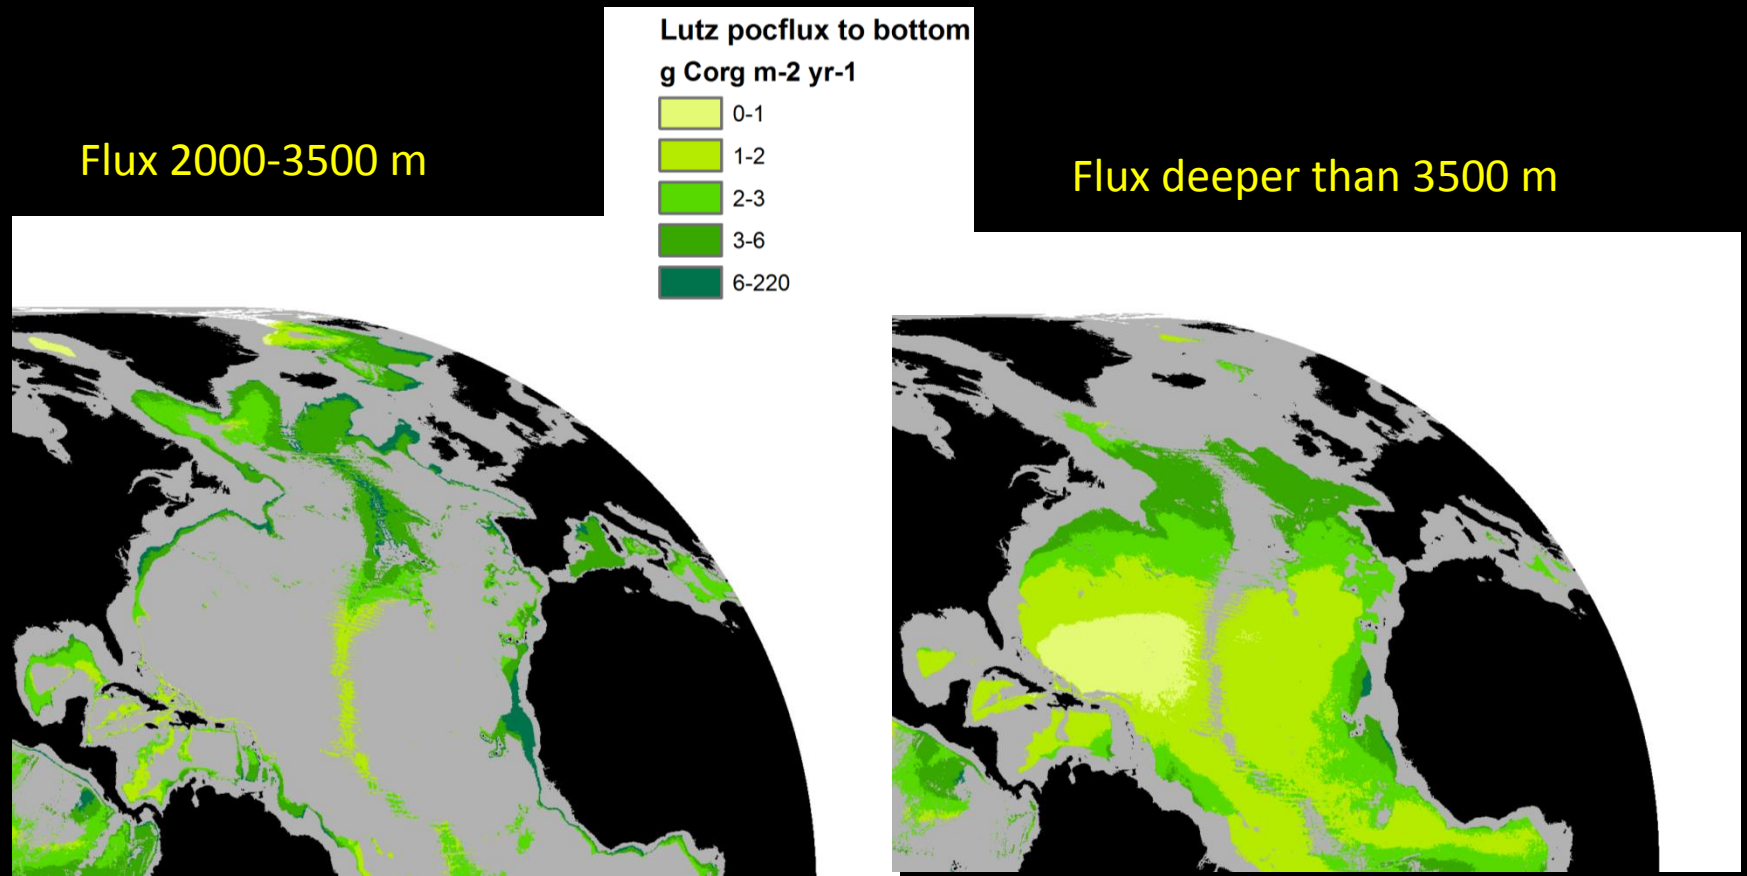 Lutz pocflux to bottom
g Corg m-2 yr-1
0-1
1-2
2-3
3-6
6-220
Flux 2000-3500 m
Flux deeper than 3500 m